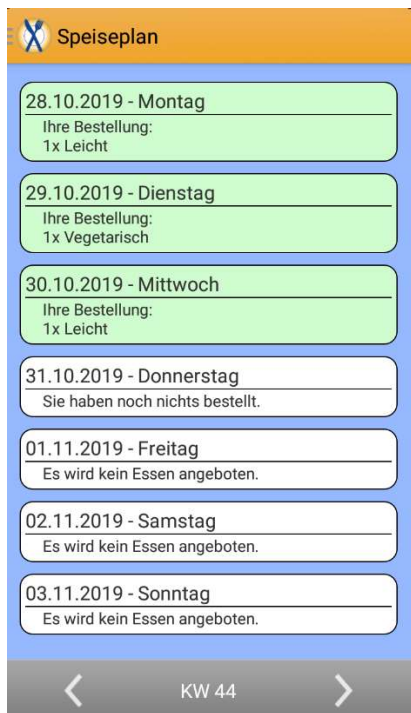 Speiseplan
28.10.2019 - Montag
Ihre Bestellung:
1x Leicht
29.10.2019 - Dienstag
Ihre Bestellung:
1x Vegetarisch
30.10.2019 - Mittwoch
Ihre Bestellung:
1x Leicht
31.10.2019 - Donnerstag
Sie haben noch nichts bestellt.
01.11.2019 - Freitag
Es wird kein Essen angeboten.
02.11.2019 - Samstag
Es wird kein Essen angeboten.
03.11.2019 - Sonntag
Es wird kein Essen angeboten.
KW 44